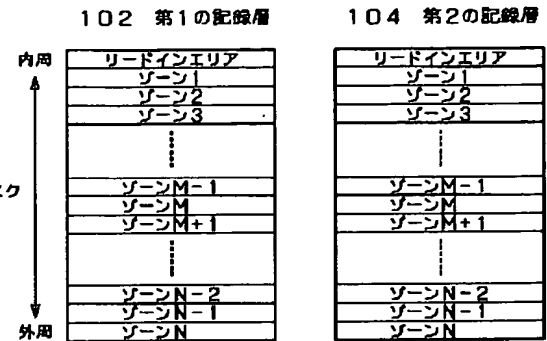 102 第1の記録層
104 第2の記録層
内周
リードインエリア
ゾーン1
ゾーン2
ゾーン3
ゾーンM-1
ゾーンM
ゾーンM+1
ゾーンN-2
ゾーンN-1
ゾーンN
外周
リードインエリア
ゾーン1
ゾーン2
ゾーン3
ゾーンM-1
ゾーンM
ゾーンM+1
ゾーンN-2
ゾーンN-1
ゾーンN